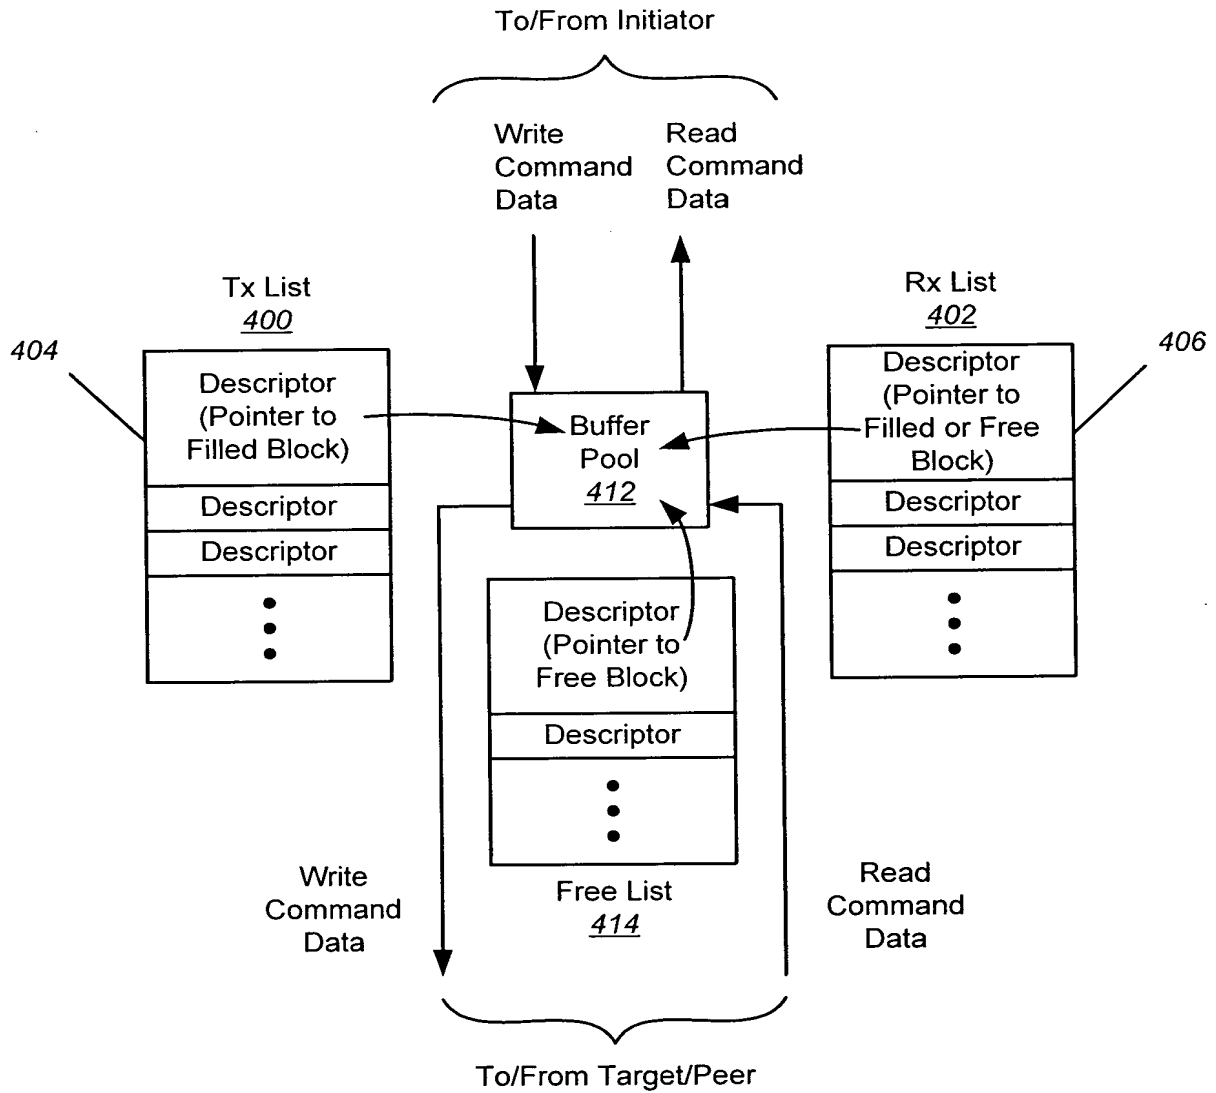 To/From Initiator
Write
Command
Data
Read
Command
Data
Tx List
400
Rx List
402
404
406
Descriptor
(Pointer to
Filled Block)
Descriptor
Descriptor
Buffer
Pool
412
Descriptor
(Pointer to
Filled or Free
Block)
Descriptor
Descriptor
Descriptor
(Pointer to
Free Block)
Descriptor
Free List
414
Write
Command
Data
Read
Command
Data
To/From Target/Peer